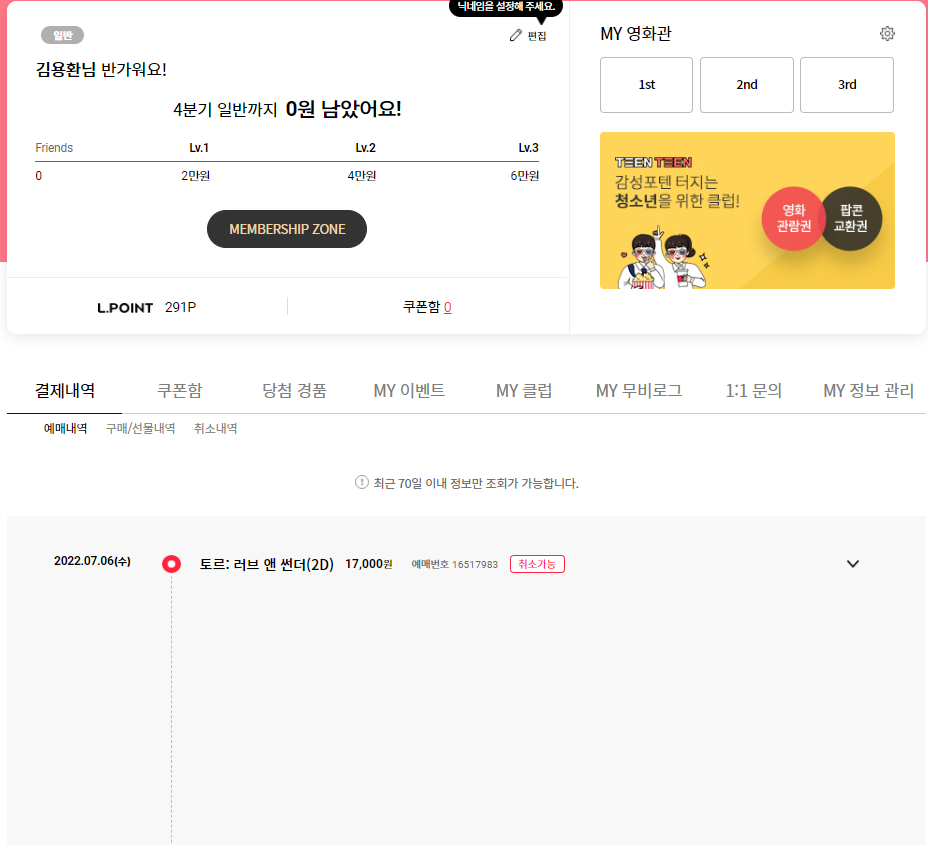 닉네임을 설정해 주세요.
일반
편집
김용환님 반가워요!
4분기 일반까지 0원 남았어요!
Friends Lv.1 Lv.2 Lv.3
0 2만원 4만원 6만원
MEMBERSHIP ZONE
L.POINT 291P 쿠폰함 0
MY 영화관
1st 2nd 3rd
TEEN TEEN
감성포텐 터지는
청소년을 위한 클럽!
영화
관람권
팝콘
교환권
결제내역 쿠폰함 당첨 경품 MY 이벤트 MY 클럽 MY 무비로그 1:1 문의 MY 정보 관리
예매내역 구매/선물내역 취소내역
최근 70일 이내 정보만 조회가 가능합니다.
2022.07.06(수) 토르: 러브 앤 썬더(2D) 17,000원 예매번호 16517983 취소가능